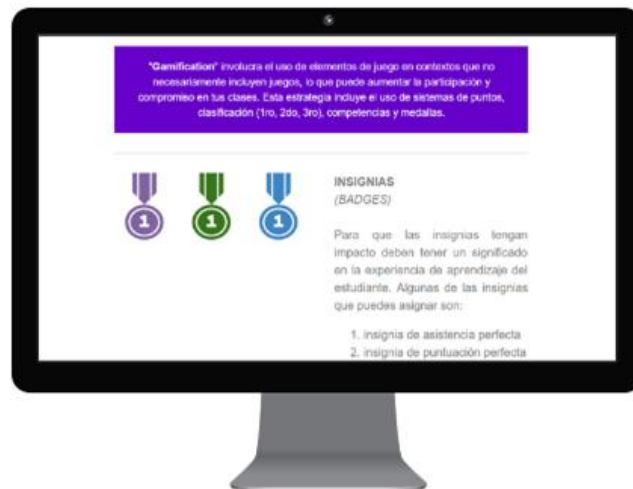 "Gamification" involucra el uso de elementos de juego en contextos que no
necesariamente incluyen juegos, lo que puede aumentar la participación y
compromiso en tus clases. Esta estrategia incluye el uso de sistemas de puntos,
clasificación (1ro, 2do, 3ro), competencias y medallas.
1 1 1
INSIGNIAS
(BADGES)
Para que las insignias tengan
impacto deben tener un significado
en la experiencia de aprendizaje del
estudiante. Algunas de las insignias
que puedes asignar son:
1. insignia de asistencia perfecta
2. insignia de puntuación perfecta